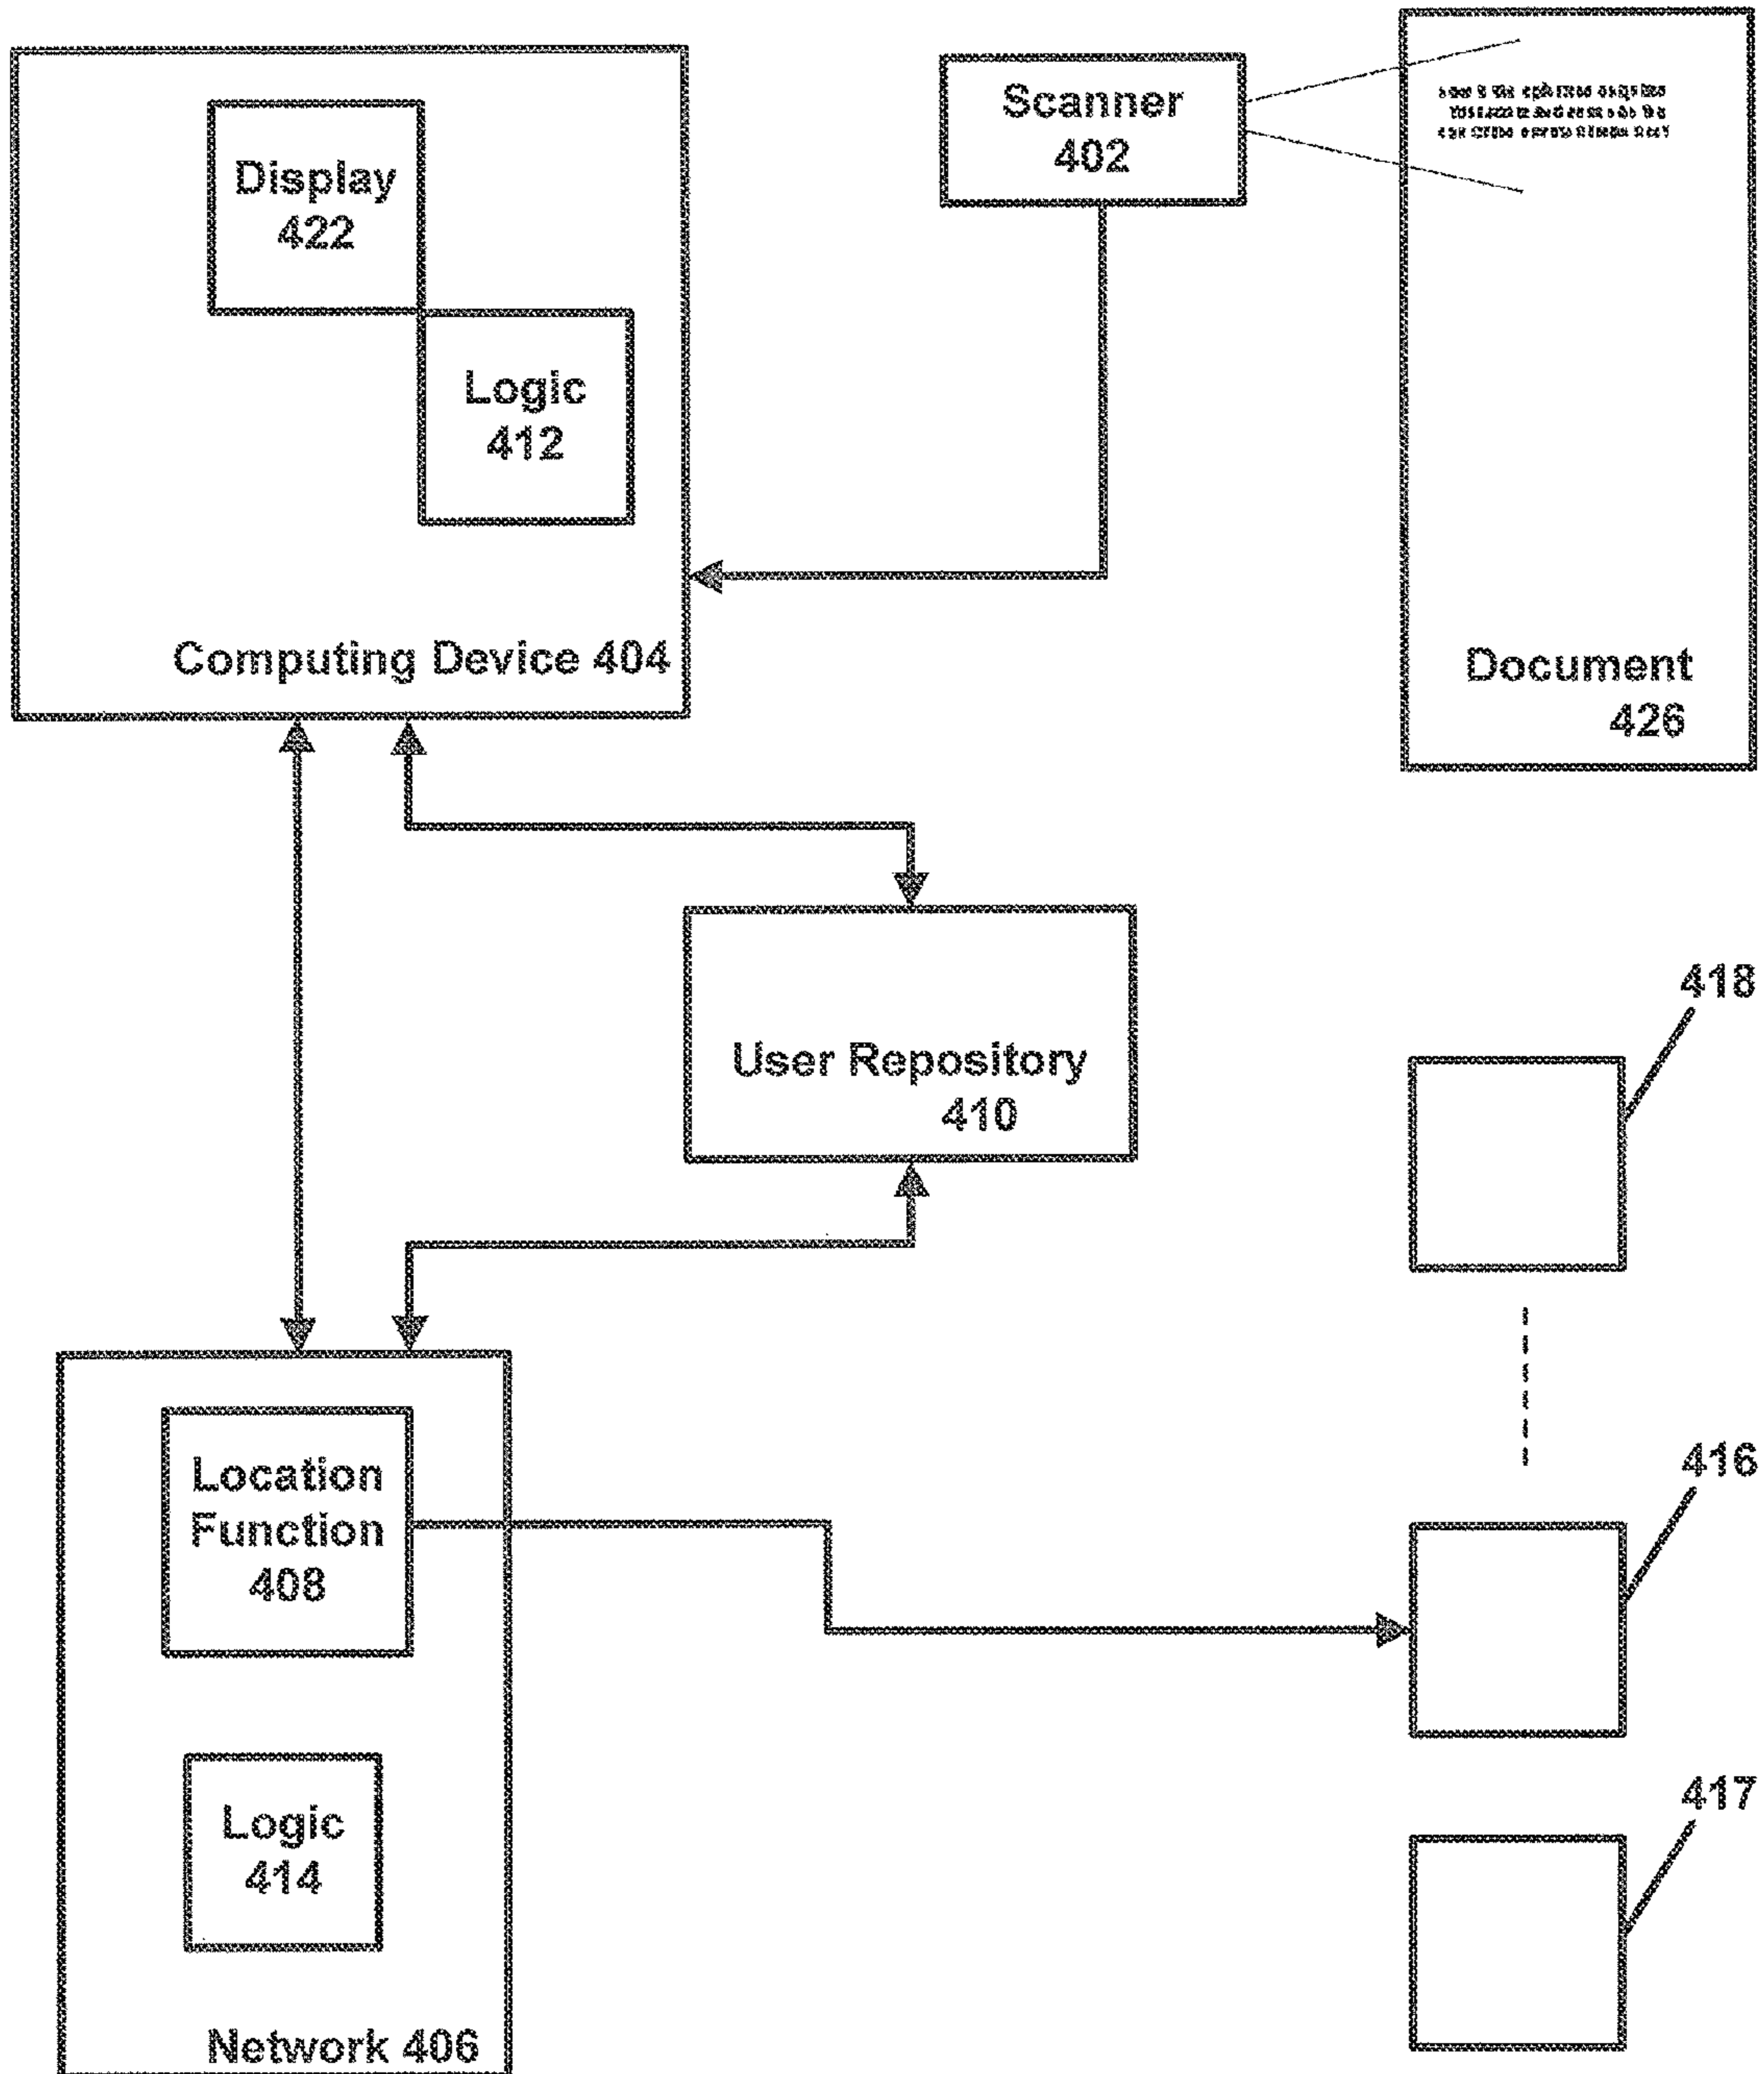 Display
422
Logic
412
Computing Device 404
Scanner
402
Document
426
User Repository
410
418
Location
Function
408
416
Logic
414
417
Network 406